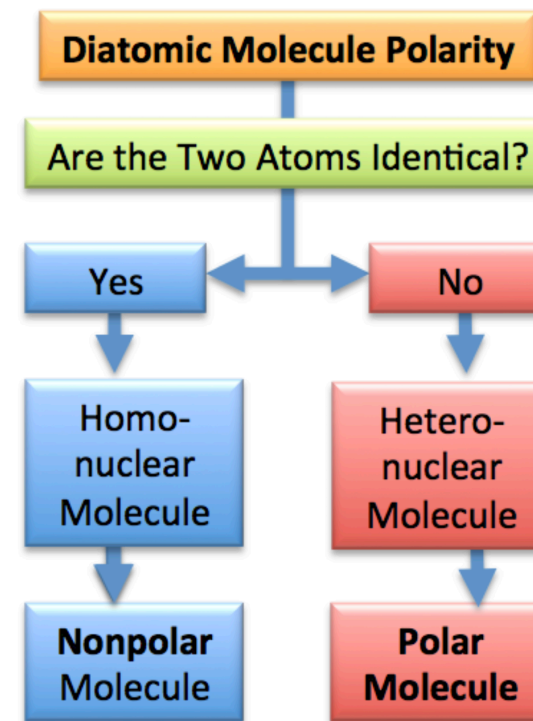 Diatomic Molecule Polarity
Are the Two Atoms Identical?
Yes
No
Homo-
nuclear
Molecule
Hetero-
nuclear
Molecule
Nonpolar
Molecule
Polar
Molecule